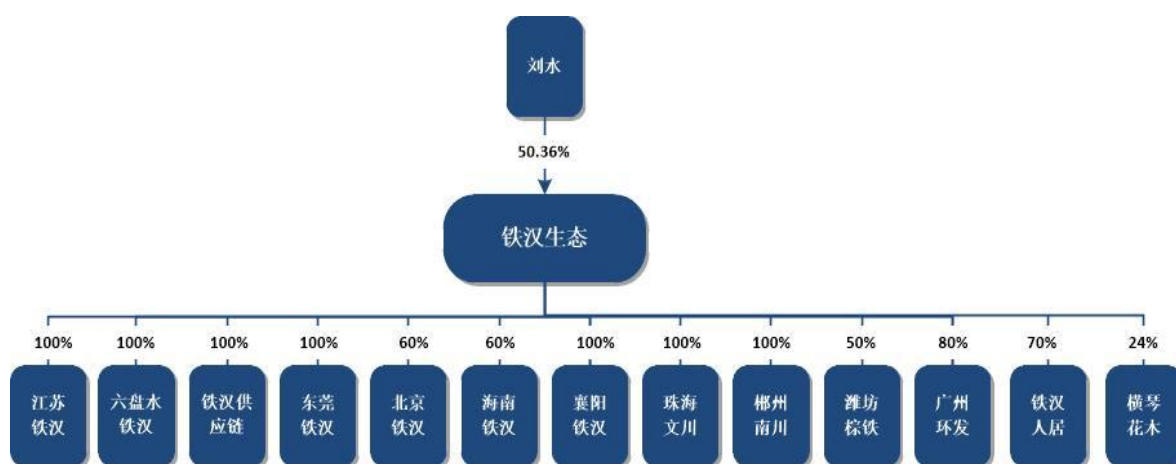 刘水
50.36%
铁汉生态
100% 100% 100% 100% 60% 60% 100% 100% 100% 50% 80% 70% 24%
江苏
铁汉
六盘水
铁汉
铁汉供
应链
东莞
铁汉
北京
铁汉
海南
铁汉
襄阳
铁汉
珠海
文川
郴州
南川
潍坊
棕铁
广州
环发
铁汉
人居
横琴
花木